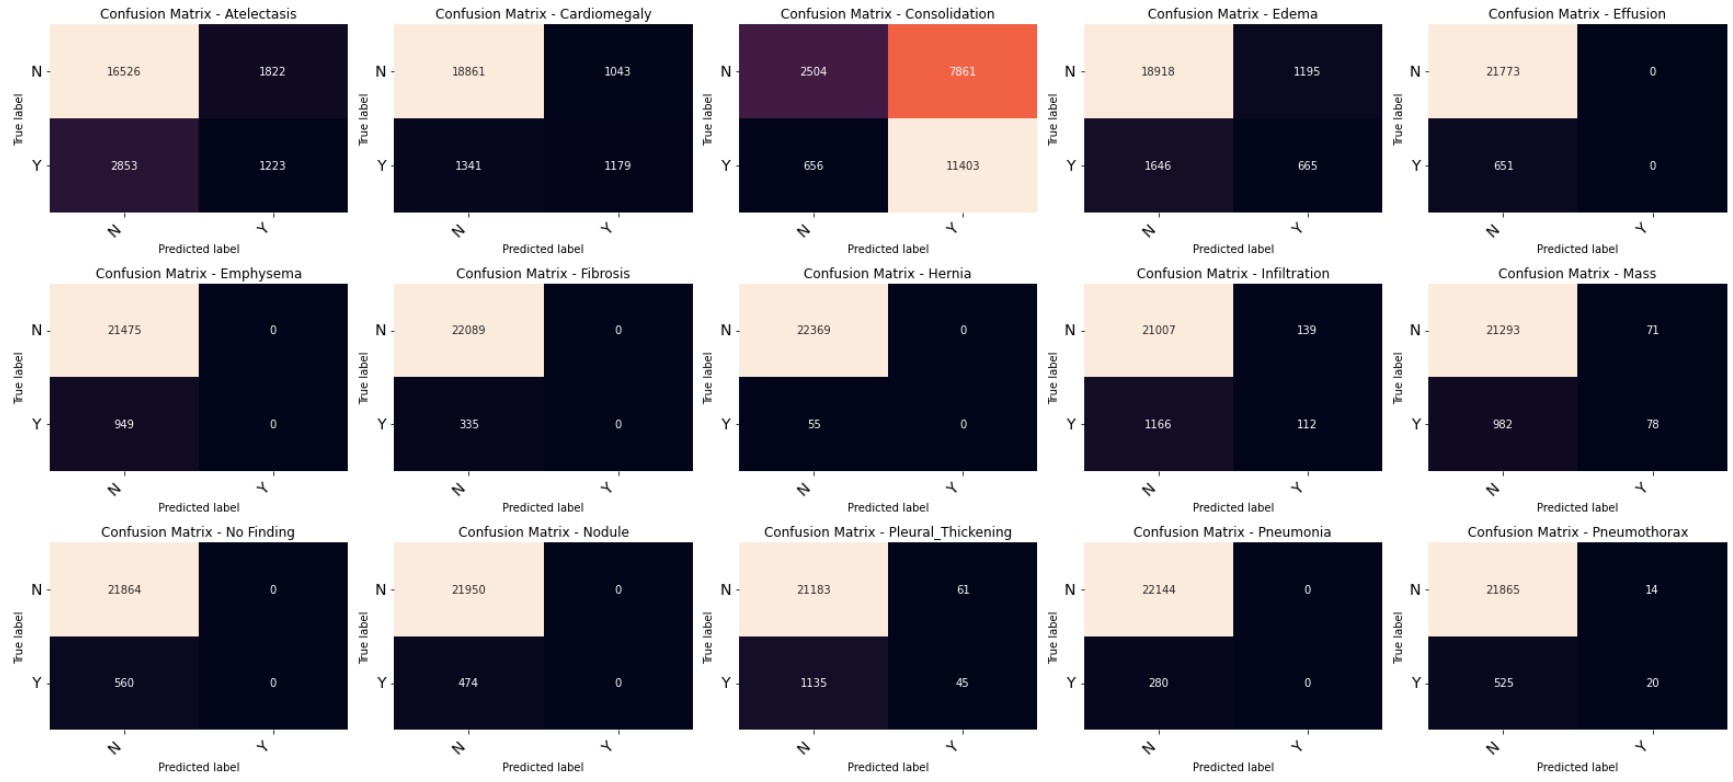 Confusion Matrix - Atelectasis
N 16526 1822
True label
Y 2853 1223
N Y
Predicted label
Confusion Matrix - Cardiomegaly
N 18861 1043
True label
Y 1341 1179
N Y
Predicted label
Confusion Matrix - Consolidation
N 2504 7861
True label
Y 656 11403
N Y
Predicted label
Confusion Matrix - Edema
N 18918 1195
True label
Y 1646 665
N Y
Predicted label
Confusion Matrix - Effusion
N 21773 0
True label
Y 651 0
N Y
Predicted label
Confusion Matrix - Emphysema
N 21475 0
True label
Y 949 0
N Y
Predicted label
Confusion Matrix - Fibrosis
N 22089 0
True label
Y 335 0
N Y
Predicted label
Confusion Matrix - Hernia
N 22369 0
True label
Y 55 0
N Y
Predicted label
Confusion Matrix - Infiltration
N 21007 139
True label
Y 1166 112
N Y
Predicted label
Confusion Matrix - Mass
N 21293 71
True label
Y 982 78
N Y
Predicted label
Confusion Matrix - No Finding
N 21864 0
True label
Y 560 0
N Y
Predicted label
Confusion Matrix - Nodule
N 21950 0
True label
Y 474 0
N Y
Predicted label
Confusion Matrix - Pleural_Thickening
N 21183 61
True label
Y 1135 45
N Y
Predicted label
Confusion Matrix - Pneumonia
N 22144 0
True label
Y 280 0
N Y
Predicted label
Confusion Matrix - Pneumothorax
N 21865 14
True label
Y 525 20
N Y
Predicted label